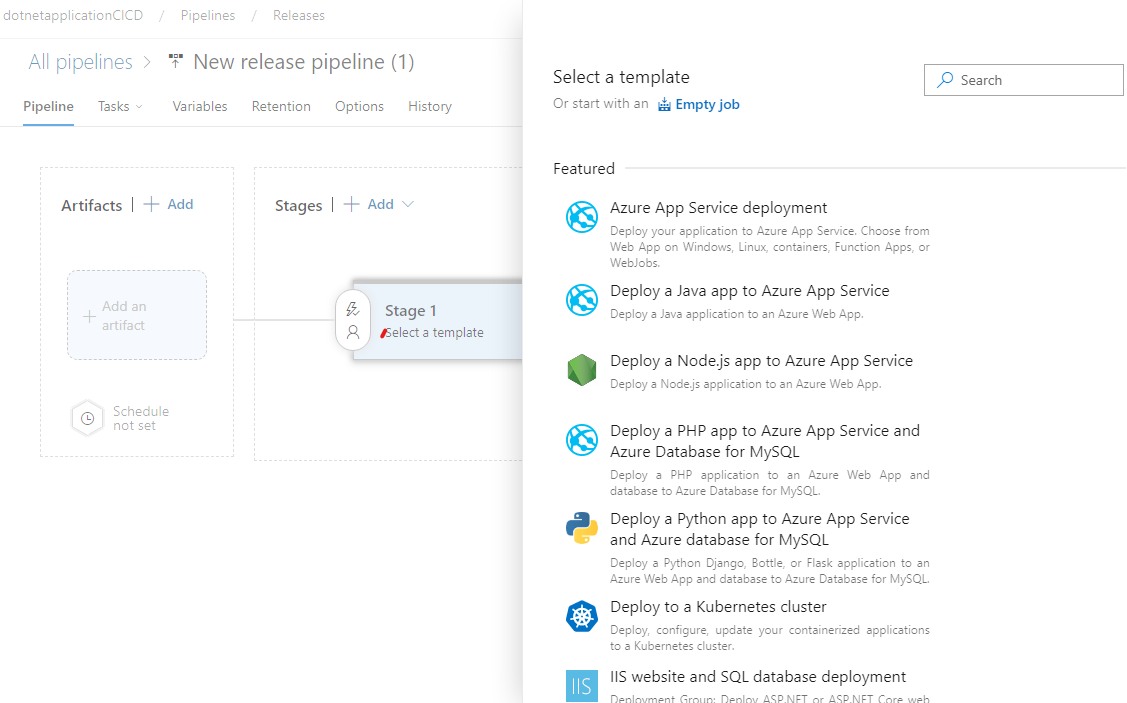 dotnetapplicationCICD / Pipelines / Releases
All pipelines > New release pipeline (1)
Pipeline Tasks Variables Retention Options History
Artifacts | + Add
+ Add an
artifact
Schedule
not set
Stages | + Add
Stage 1
Select a template
Select a template
Or start with an Empty job
Search
Featured
Azure App Service deployment
Deploy your application to Azure App Service. Choose from
Web App on Windows, Linux, containers, Function Apps, or
WebJobs.
Deploy a Java app to Azure App Service
Deploy a Java application to an Azure Web App.
Deploy a Node.js app to Azure App Service
Deploy a Node.js application to an Azure Web App.
Deploy a PHP app to Azure App Service and
Azure Database for MySQL
Deploy a PHP application to an Azure Web App and
database to Azure Database for MySQL.
Deploy a Python app to Azure App Service
and Azure database for MySQL
Deploy a Python Django, Bottle, or Flask application to an
Azure Web App and database to Azure Database for MySQL.
Deploy to a Kubernetes cluster
Deploy, configure, update your containerized applications
to a Kubernetes cluster.
IIS
IIS website and SQL database deployment
Deployment Group: Deploy ASP.NET or ASP.NET Core web